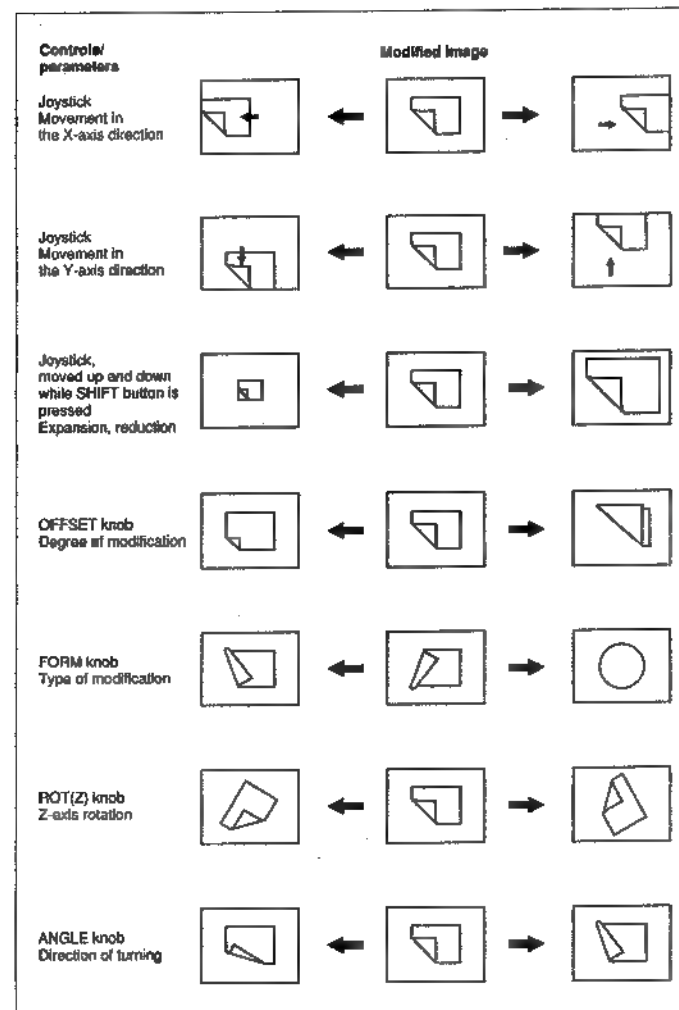 Controls/
parameters
Modified image
Joystick
Movement in
the X-axis direction
Joystick
Movement in
the Y-axis direction
Joystick,
moved up and down
while SHIFT button is
pressed
Expansion, reduction
OFFSET knob
Degree of modification
FORM knob
Type of modification
ROT(Z) knob
Z-axis rotation
ANGLE knob
Direction of turning